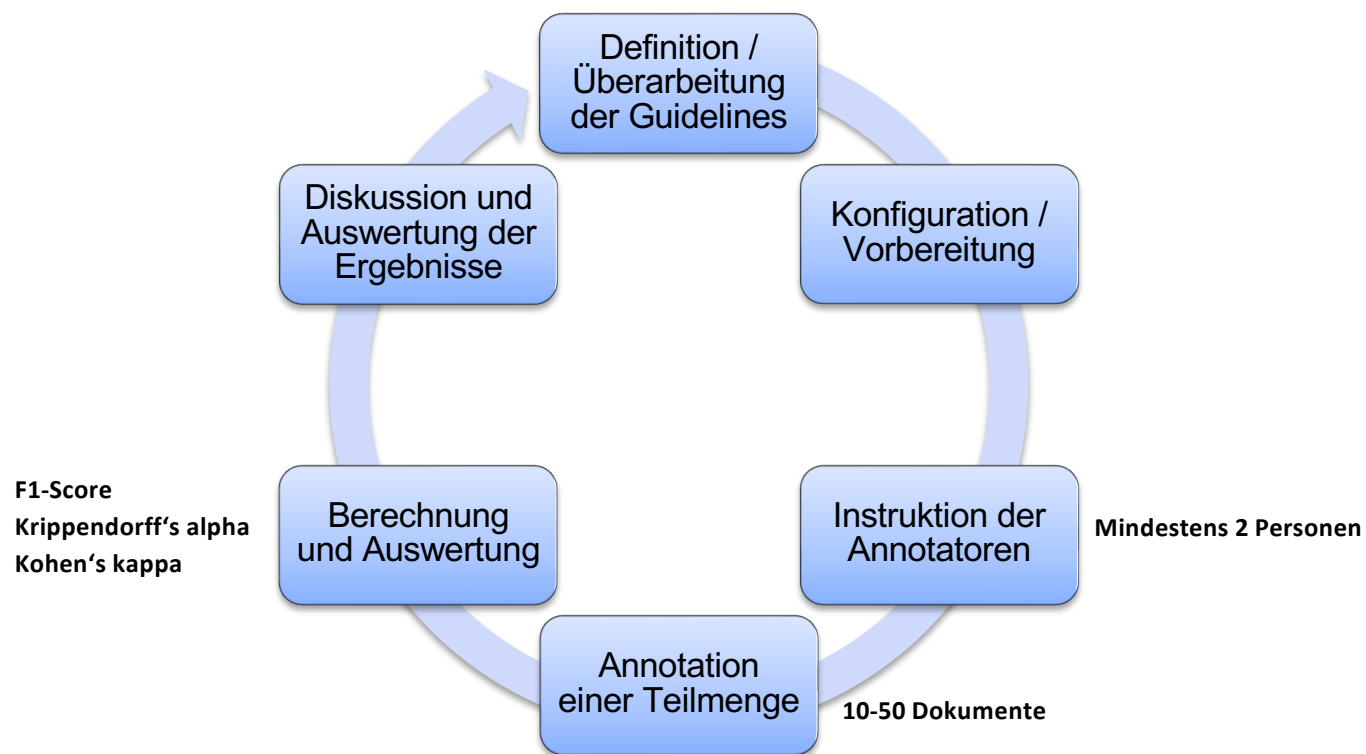 Definition /
Überarbeitung
der Guidelines
Konfiguration /
Vorbereitung
Instruktion der
Annotatoren
Mindestens 2 Personen
Annotation
einer Teilmenge
10-50 Dokumente
Berechnung
und Auswertung
F1-Score
Krippendorff‘s alpha
Kohen‘s kappa
Diskussion und
Auswertung der
Ergebnisse